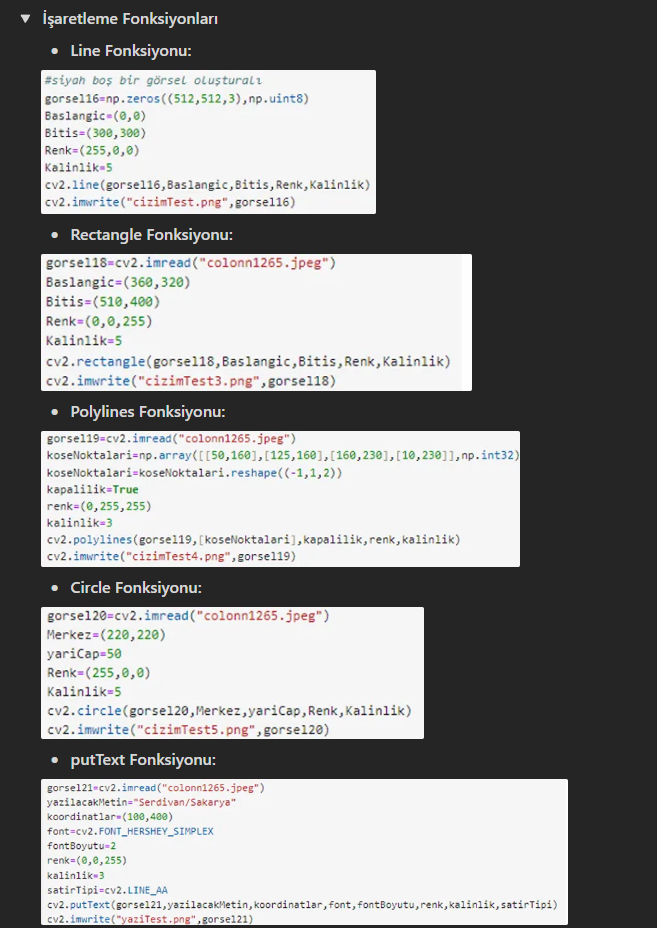 İşaretleme Fonksiyonları
Line Fonksiyonu:
#siyah boş bir görsel oluşturalı
gorsel16=np.zeros((512,512,3),np.uint8)
Baslangic=(0,0)
Bitis=(300,300)
Renk=(255,0,0)
Kalinlik=5
cv2.line(gorsel16,Baslangic,Bitis,Renk,Kalinlik)
cv2.imwrite("cizimTest.png",gorsel16)
Rectangle Fonksiyonu:
gorsel18=cv2.imread("colonn1265.jpeg")
Baslangic=(360,320)
Bitis=(510,400)
Renk=(0,0,255)
Kalinlik=5
cv2.rectangle(gorsel18,Baslangic,Bitis,Renk,Kalinlik)
cv2.imwrite("cizimTest3.png",gorsel18)
Polylines Fonksiyonu:
gorsel19=cv2.imread("colonn1265.jpeg")
koseNoktalari=np.array([[50,160],[125,160],[160,230],[10,230]],np.int32)
koseNoktalari=koseNoktalari.reshape((-1,1,2))
kapalilik=True
renk=(0,255,255)
kalinlik=3
cv2.polylines(gorsel19,[koseNoktalari],kapalilik,renk,kalinlik)
cv2.imwrite("cizimTest4.png",gorsel19)
Circle Fonksiyonu:
gorsel20=cv2.imread("colonn1265.jpeg")
Merkez=(220,220)
yariCap=50
Renk=(255,0,0)
Kalinlik=5
cv2.circle(gorsel20,Merkez,yariCap,Renk,Kalinlik)
cv2.imwrite("cizimTest5.png",gorsel20)
putText Fonksiyonu:
gorsel21=cv2.imread("colonn1265.jpeg")
yazilacakMetin="Serdivan/Sakarya"
koordinatlar=(100,400)
font=cv2.FONT_HERSHEY_SIMPLEX
fontBoyutu=2
renk=(0,0,255)
kalinlik=3
satirTipi=cv2.LINE_AA
cv2.putText(gorsel21,yazilacakMetin,koordinatlar,font,fontBoyutu,renk,kalinlik,satirTipi)
cv2.imwrite("yaziTest.png",gorsel21)